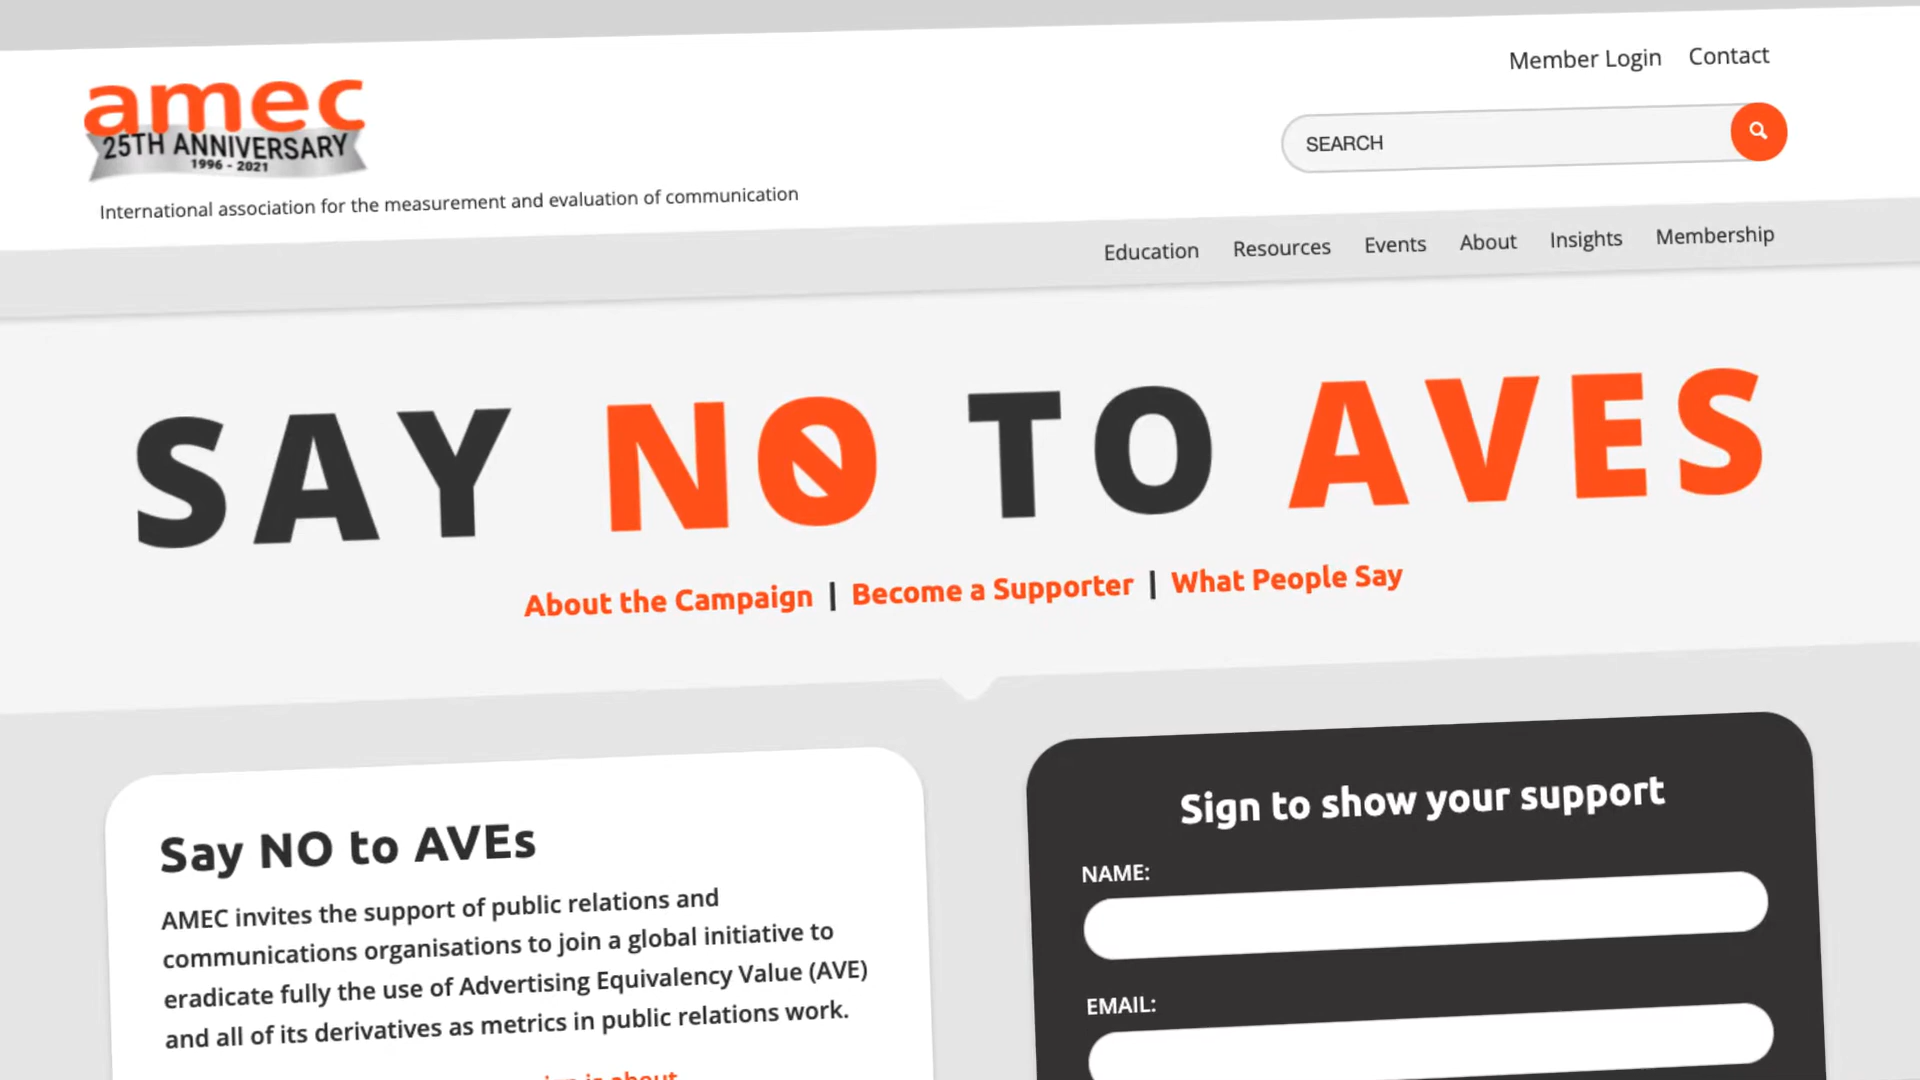 amec
25TH ANNIVERSARY
1996 - 2021
International association for the measurement and evaluation of communication
Member Login Contact
SEARCH
Education Resources Events About Insights Membership
SAY NO TO AVES
About the Campaign | Become a Supporter | What People Say
Say NO to AVEs
AMEC invites the support of public relations and
communications organisations to join a global initiative to
eradicate fully the use of Advertising Equivalency Value (AVE)
and all of its derivatives as metrics in public relations work.
is about
Sign to show your support
NAME:
EMAIL: